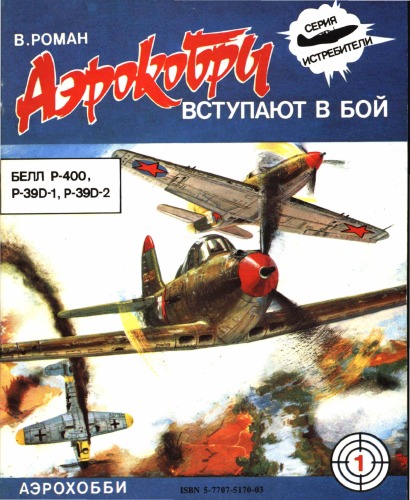 В.РОМАН
СЕРИЯ
ИСТРЕБИТЕЛИ
Аэрокобры
ВСТУПАЮТ В БОЙ
БЕЛЛ Р-400,
Р-39D-1, Р-39D-2
1
АЭРОХОББИ
ISBN 5-7707-5170-03